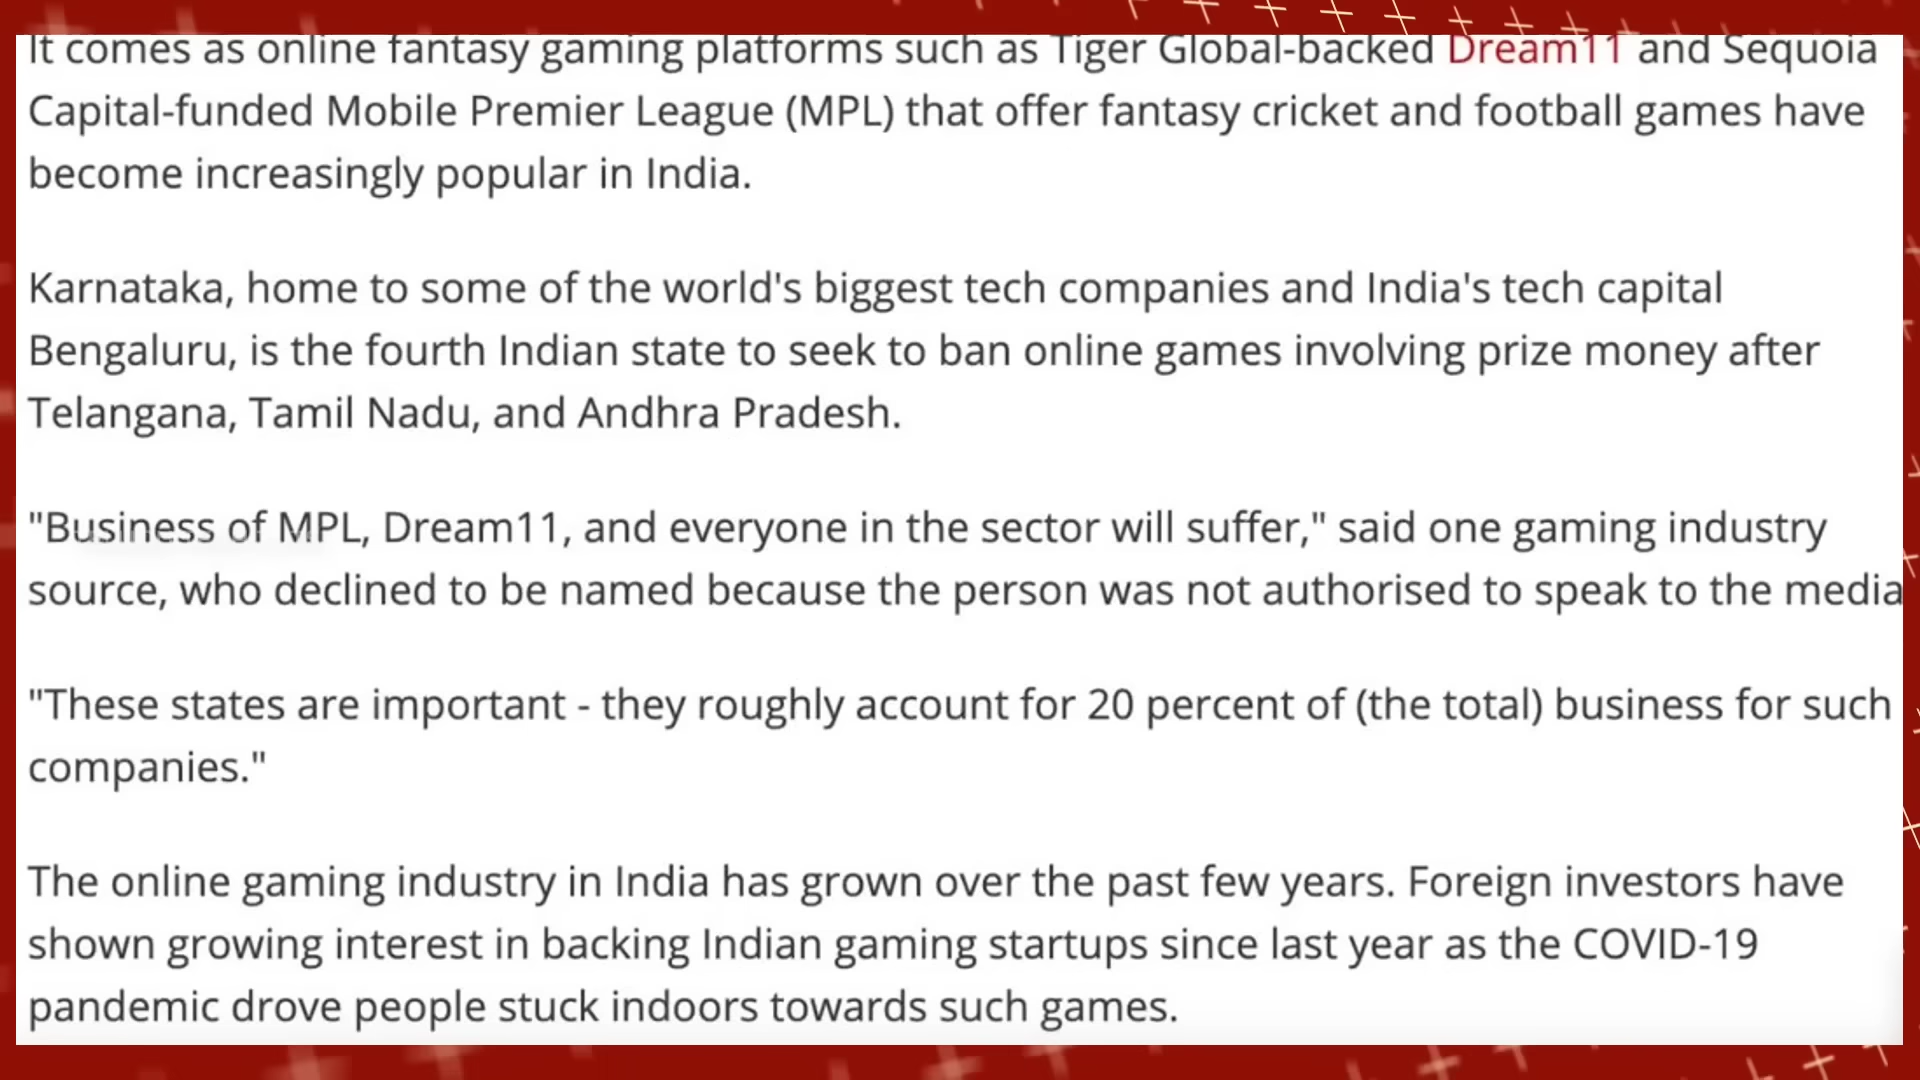 It comes as online fantasy gaming platforms such as Tiger Global-backed Dream11 and Sequoia
Capital-funded Mobile Premier League (MPL) that offer fantasy cricket and football games have
become increasingly popular in India.
Karnataka, home to some of the world's biggest tech companies and India's tech capital
Bengaluru, is the fourth Indian state to seek to ban online games involving prize money after
Telangana, Tamil Nadu, and Andhra Pradesh.
"Business of MPL, Dream11, and everyone in the sector will suffer," said one gaming industry
source, who declined to be named because the person was not authorised to speak to the media
"These states are important - they roughly account for 20 percent of (the total) business for such
companies."
The online gaming industry in India has grown over the past few years. Foreign investors have
shown growing interest in backing Indian gaming startups since last year as the COVID-19
pandemic drove people stuck indoors towards such games.